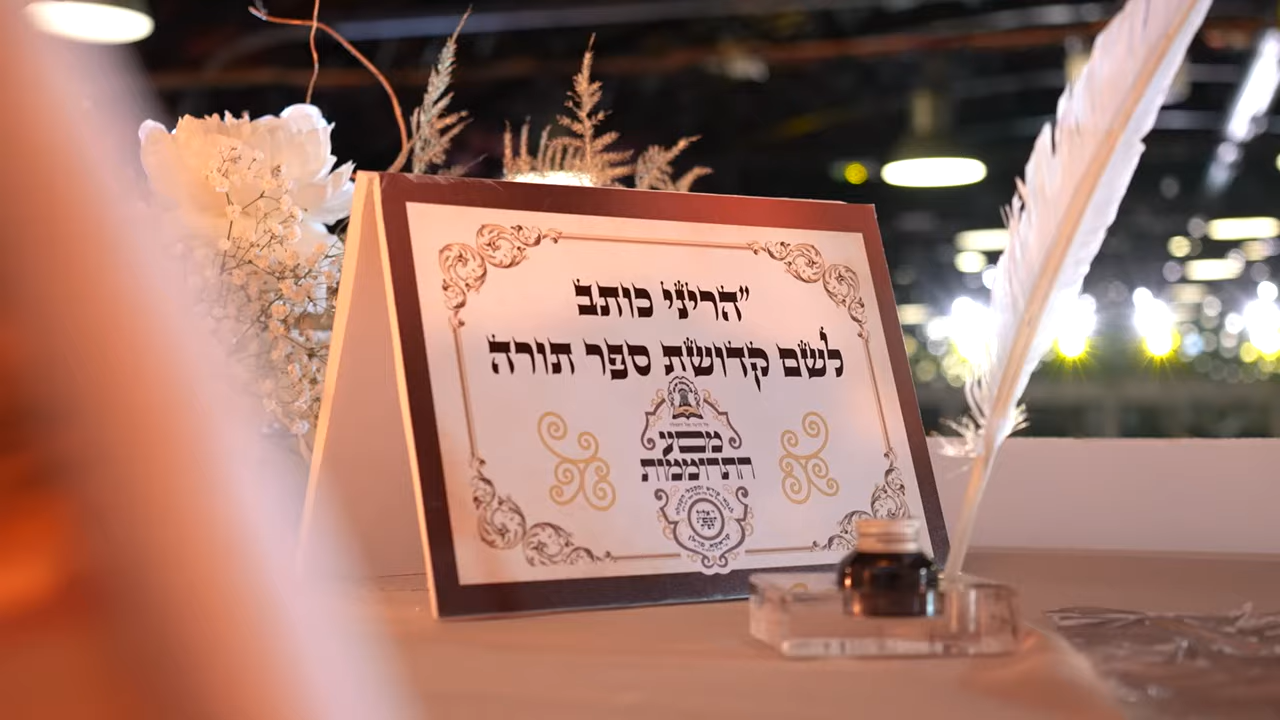 "הריני כותב
לשם קדושת ספר תורה
מסע
התרוממות